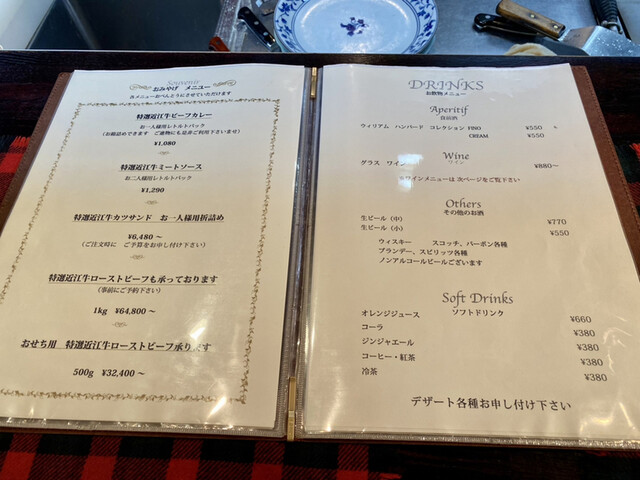 Souvenir
おみやげ メニュー
各メニューおべんとうにさせていただけます
特選近江牛ビーフカレー
お一人様用レトルトパック
(お鍋詰めできます ご進物にも是非ご利用下さいませ)
¥1,080
特選近江牛ミートソース
お二人様用レトルトパック
¥1,290
特選近江牛カツサンド お一人様用折詰め
¥6,480～
(ご注文時に ご予算をお申し付け下さい)
特選近江牛ローストビーフも承っております
(事前にご予約下さい)
1kg ¥64,800～
おせち用 特選近江牛ローストビーフ承ります
500g ¥32,400～
DRINKS
お飲物メニュー
Aperitif
食前酒
ウィリアム ハンバード コレクション FINO ¥550
CREAM ¥550
Wine
ワイン
グラス ワイン ¥880~
※ワインメニューは 次ページをご覧下さい
Others
その他のお酒
生ビール (中) ¥770
生ビール (小) ¥550
ウィスキー スコッチ、バーボン各種
ブランデー、スピリッツ各種
ノンアルコールビールございます
Soft Drinks
ソフトドリンク
オレンジジュース ¥660
コーラ ¥380
ジンジャエール ¥380
コーヒー・紅茶 ¥380
冷茶 ¥380
デザート各種お申し付け下さい